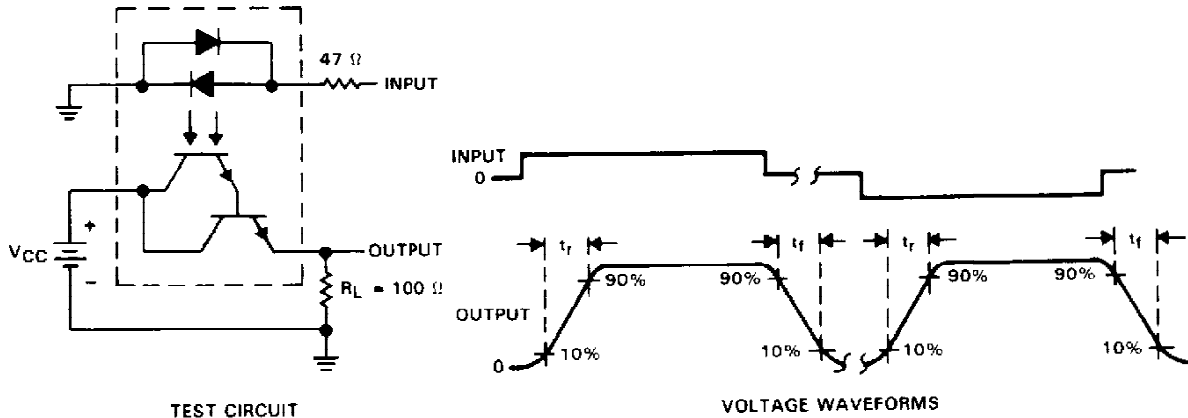 47 Ω
INPUT
+
VCC
-
OUTPUT
RL = 100 Ω
TEST CIRCUIT
INPUT
0
tr
tf
tr
tf
90%
90%
90%
90%
OUTPUT
10%
10%
10%
10%
0
VOLTAGE WAVEFORMS